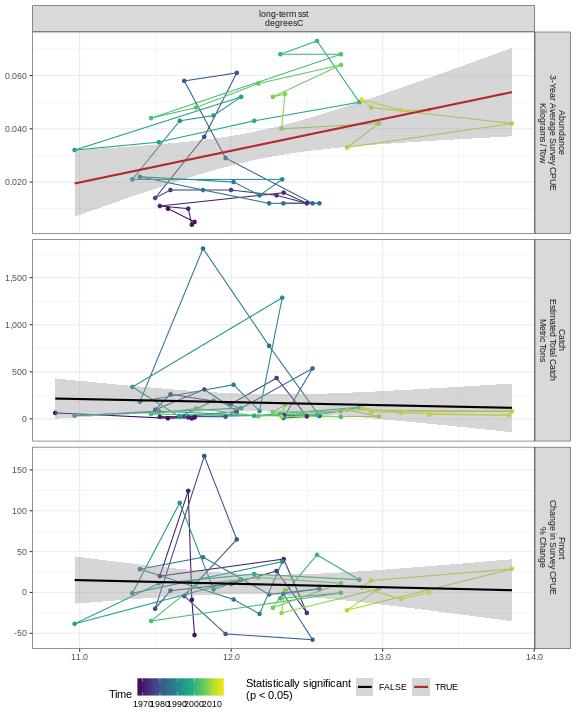 long-term sst
degreesC
0.060
0.040
0.020
Abundance
3-Year Average Survey CPUE
Kilograms / Tow
1,500
1,000
500
0
Catch
Estimated Total Catch
Metric Tons
150
100
50
0
-50
Fmort
Change in Survey CPUE
% Change
11.0 12.0 13.0 14.0
Time
1970 1980 1990 2000 2010
Statistically significant
(p < 0.05)
FALSE TRUE